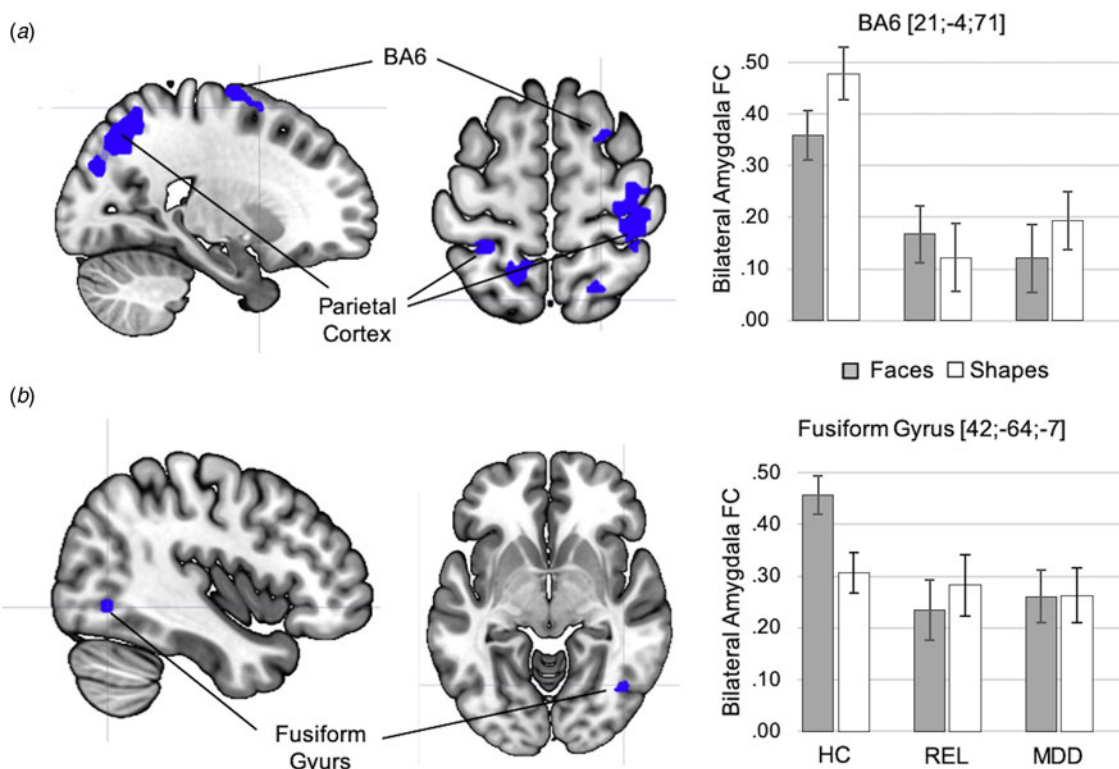 (a)
BA6
Parietal
Cortex
BA6 [21;-4;71]
Bilateral Amygdala FC
.50
.40
.30
.20
.10
.00
Faces Shapes
(b)
Fusiform
Gyurs
Fusiform Gyrus [42;-64;-7]
Bilateral Amygdala FC
.50
.40
.30
.20
.10
.00
HC REL MDD